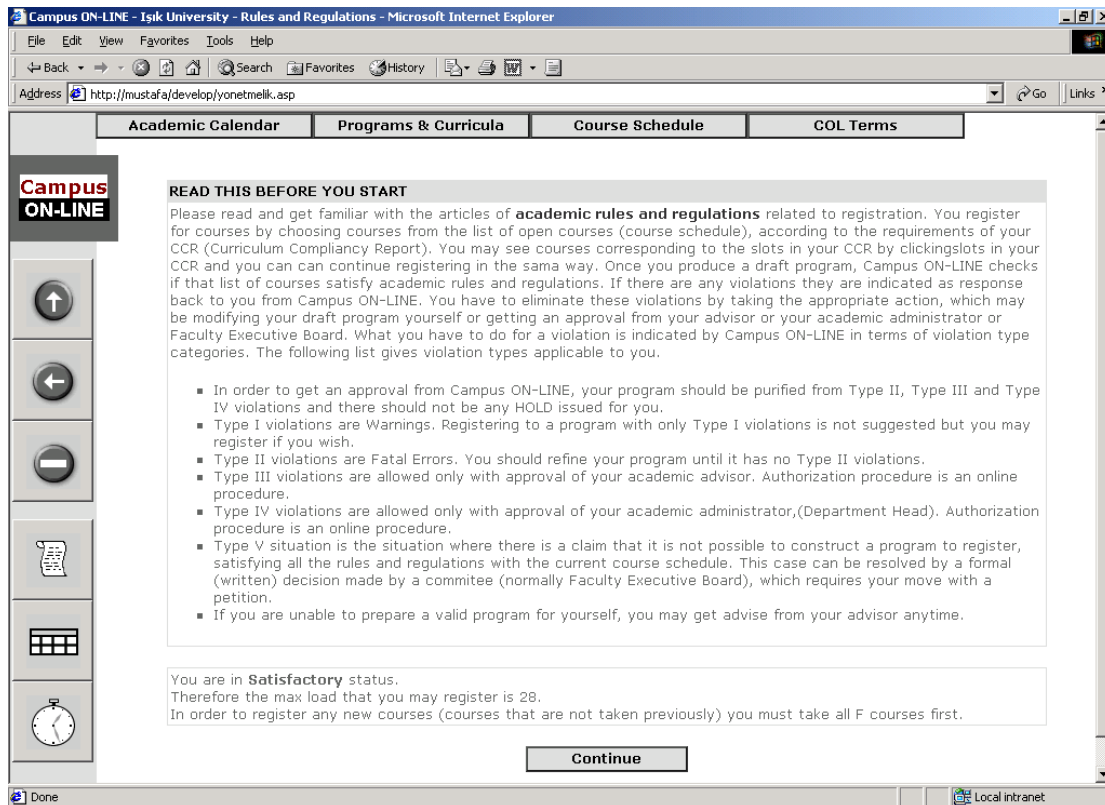 Campus ON-LINE - Işık University - Rules and Regulations - Microsoft Internet Explorer
File Edit View Favorites Tools Help
Back Search Favorites History
Address http://mustafa/develop/yonetmelik.asp Go Links
Academic Calendar Programs & Curricula Course Schedule COL Terms
Campus
ON-LINE
READ THIS BEFORE YOU START
Please read and get familiar with the articles of academic rules and regulations related to registration. You register
for courses by choosing courses from the list of open courses (course schedule), according to the requirements of your
CCR (Curriculum Compliancy Report). You may see courses corresponding to the slots in your CCR by clickingslots in your
CCR and you can can continue registering in the sama way. Once you produce a draft program, Campus ON-LINE checks
if that list of courses satisfy academic rules and regulations. If there are any violations they are indicated as response
back to you from Campus ON-LINE. You have to eliminate these violations by taking the appropriate action, which may
be modifying your draft program yourself or getting an approval from your advisor or your academic administrator or
Faculty Executive Board. What you have to do for a violation is indicated by Campus ON-LINE in terms of violation type
categories. The following list gives violation types applicable to you.
In order to get an approval from Campus ON-LINE, your program should be purified from Type II, Type III and Type
IV violations and there should not be any HOLD issued for you.
Type I violations are Warnings. Registering to a program with only Type I violations is not suggested but you may
register if you wish.
Type II violations are Fatal Errors. You should refine your program until it has no Type II violations.
Type III violations are allowed only with approval of your academic advisor. Authorization procedure is an online
procedure.
Type IV violations are allowed only with approval of your academic administrator,(Department Head). Authorization
procedure is an online procedure.
Type V situation is the situation where there is a claim that it is not possible to construct a program to register,
satisfying all the rules and regulations with the current course schedule. This case can be resolved by a formal
(written) decision made by a commitee (normally Faculty Executive Board), which requires your move with a
petition.
If you are unable to prepare a valid program for yourself, you may get advise from your advisor anytime.
You are in Satisfactory status.
Therefore the max load that you may register is 28.
In order to register any new courses (courses that are not taken previously) you must take all F courses first.
Continue
Done Local intranet